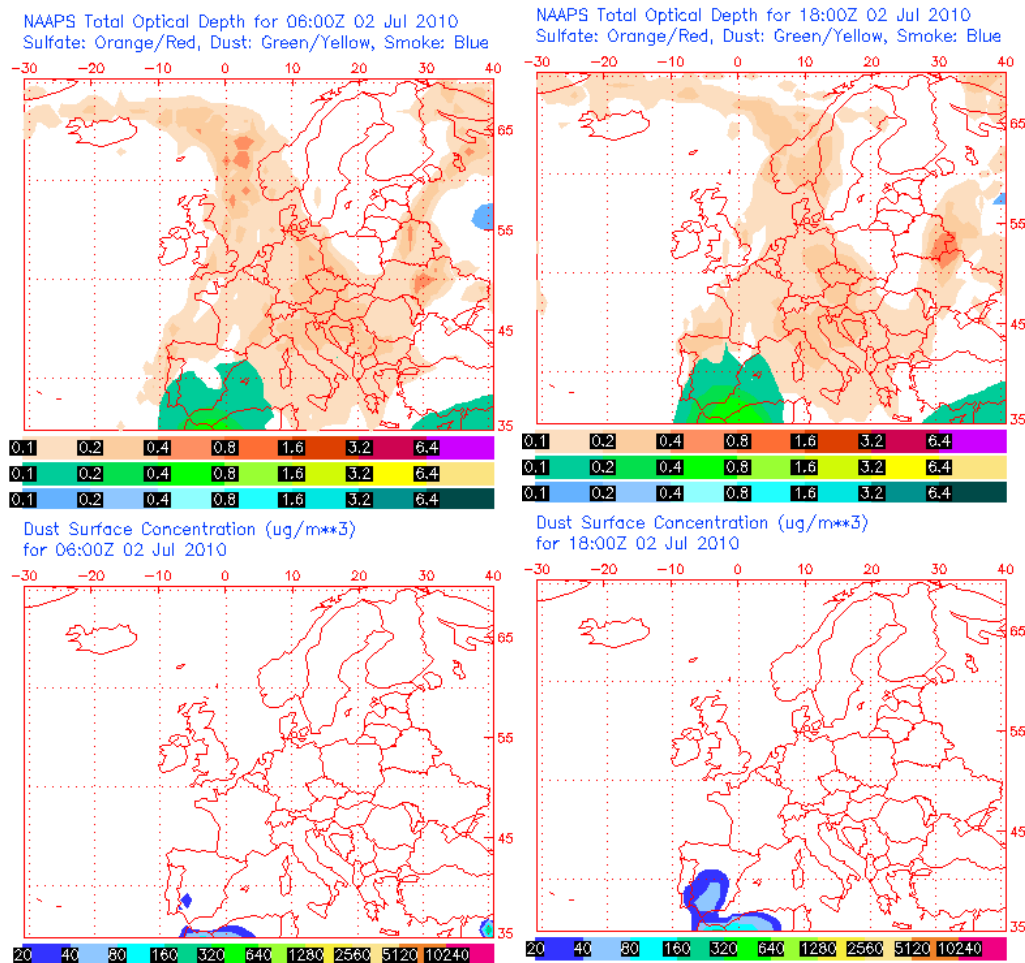 NAAPS Total Optical Depth for 06:00Z 02 Jul 2010
Sulfate: Orange/Red, Dust: Green/Yellow, Smoke: Blue
-30 -20 -10 0 10 20 30 40
65
55
45
35
0.1 0.2 0.4 0.8 1.6 3.2 6.4
0.1 0.2 0.4 0.8 1.6 3.2 6.4
0.1 0.2 0.4 0.8 1.6 3.2 6.4
NAAPS Total Optical Depth for 18:00Z 02 Jul 2010
Sulfate: Orange/Red, Dust: Green/Yellow, Smoke: Blue
-30 -20 -10 0 10 20 30 40
65
55
45
35
0.1 0.2 0.4 0.8 1.6 3.2 6.4
0.1 0.2 0.4 0.8 1.6 3.2 6.4
0.1 0.2 0.4 0.8 1.6 3.2 6.4
Dust Surface Concentration (ug/m**3)
for 06:00Z 02 Jul 2010
-30 -20 -10 0 10 20 30 40
65
55
45
35
20 40 80 160 320 640 1280 2560 5120 10240
Dust Surface Concentration (ug/m**3)
for 18:00Z 02 Jul 2010
-30 -20 -10 0 10 20 30 40
65
55
45
35
20 40 80 160 320 640 1280 2560 5120 10240